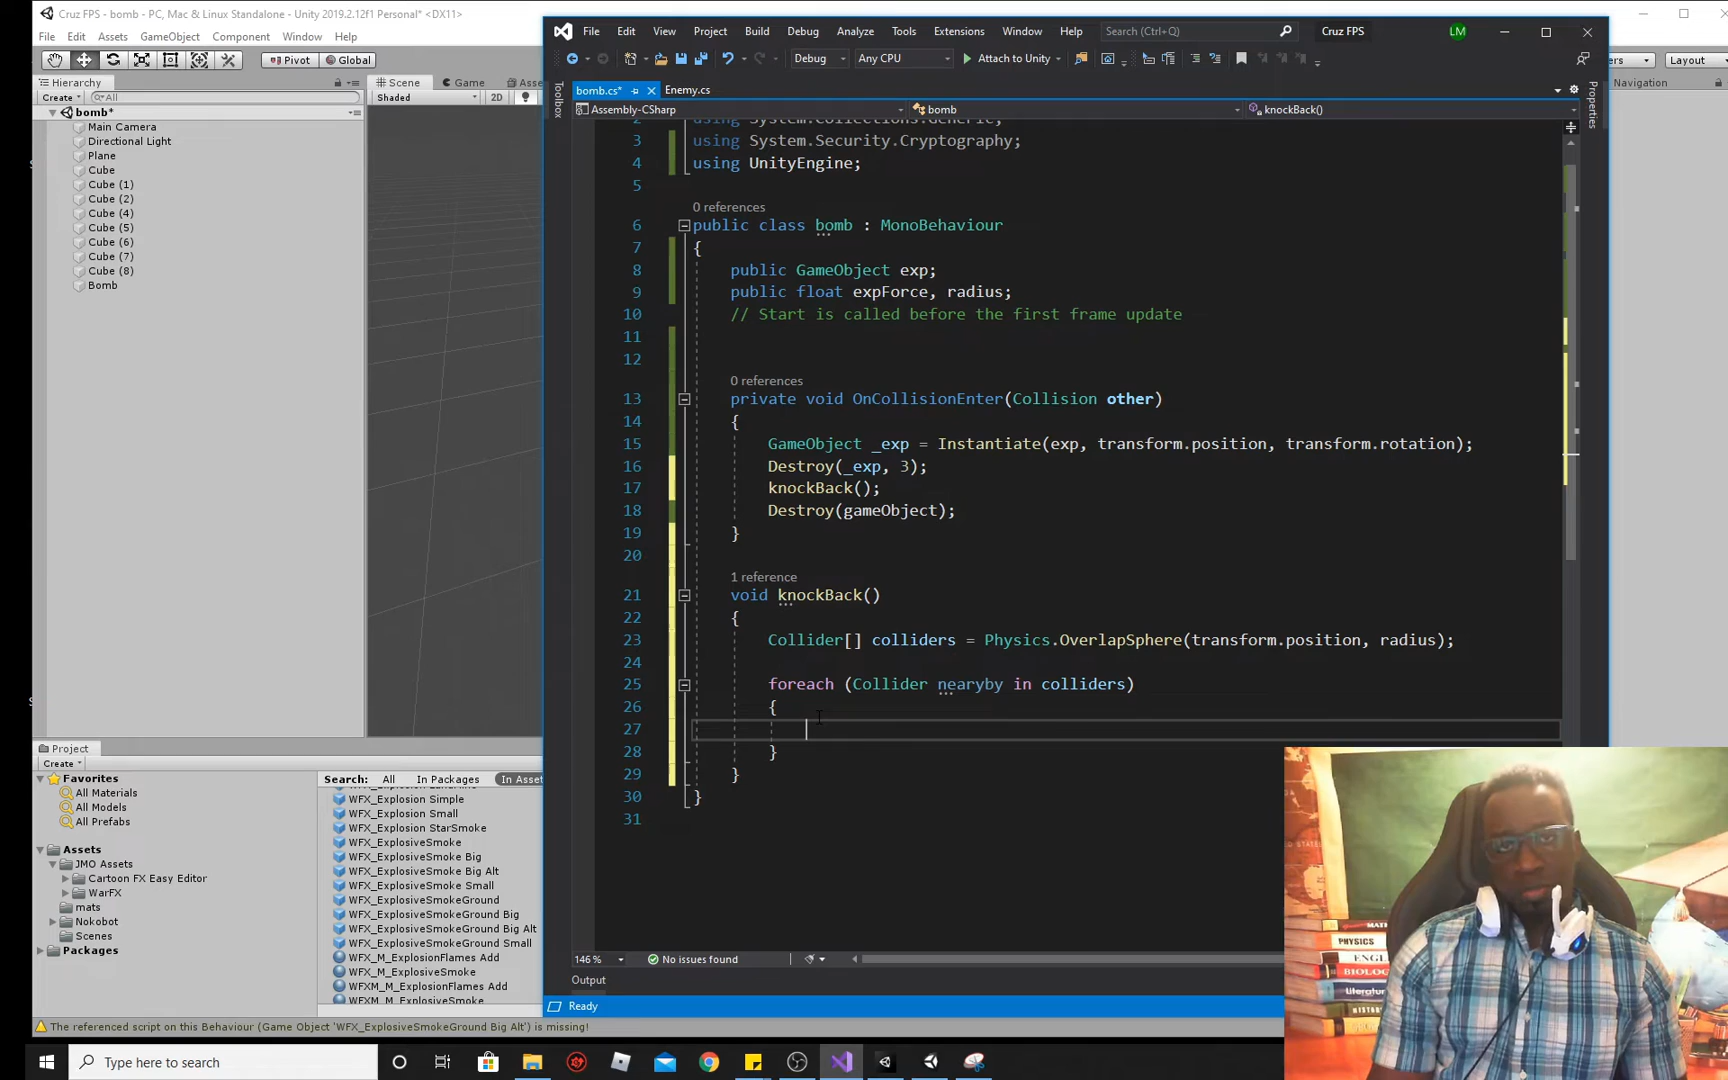 Cruz FPS - bomb - PC, Mac & Linux Standalone - Unity 2019.2.12f1 Personal* <DX11>
File Edit Assets GameObject Component Window Help
Pivot Global
Layout
Hierarchy
Create All
bomb*
Main Camera
Directional Light
Plane
Cube
Cube (1)
Cube (2)
Cube (4)
Cube (5)
Cube (6)
Cube (7)
Cube (8)
Bomb
Scene Game
Shaded 2D
Navigation
File Edit View Project Build Debug Analyze Tools Extensions Window Help Search (Ctrl+Q) Cruz FPS LM
Debug Any CPU Attach to Unity
Toolbox
Properties
bomb.cs* Enemy.cs
Assembly-CSharp bomb knockBack()
2 using System.Collections.Generic;
3 using System.Security.Cryptography;
4 using UnityEngine;
5
0 references
6 public class bomb : MonoBehaviour
7 {
8 public GameObject exp;
9 public float expForce, radius;
10 // Start is called before the first frame update
11
12
0 references
13 private void OnCollisionEnter(Collision other)
14 {
15 GameObject _exp = Instantiate(exp, transform.position, transform.rotation);
16 Destroy(_exp, 3);
17 knockBack();
18 Destroy(gameObject);
19 }
20
1 reference
21 void knockBack()
22 {
23 Collider[] colliders = Physics.OverlapSphere(transform.position, radius);
24
25 foreach (Collider nearyby in colliders)
26 {
27
28 }
29 }
30 }
31
146 % No issues found
Output
Ready
Project
Create
Favorites
All Materials
All Models
All Prefabs
Assets
JMO Assets
Cartoon FX Easy Editor
WarFX
mats
Nokobot
Scenes
Packages
Search: All In Packages In Asset
WFX_Explosion Simple
WFX_Explosion Small
WFX_Explosion StarSmoke
WFX_ExplosiveSmoke
WFX_ExplosiveSmoke Big
WFX_ExplosiveSmoke Big Alt
WFX_ExplosiveSmoke Small
WFX_ExplosiveSmokeGround
WFX_ExplosiveSmokeGround Big
WFX_ExplosiveSmokeGround Big Alt
WFX_ExplosiveSmokeGround Small
WFX_M_ExplosionFlames Add
WFX_M_ExplosiveSmoke
WFXM_M_ExplosionFlames Add
WFXM_M_ExplosiveSmoke
The referenced script on this Behaviour (Game Object 'WFX_ExplosiveSmokeGround Big Alt') is missing!
Type here to search
PHYSICS
BIOLO
Literatur